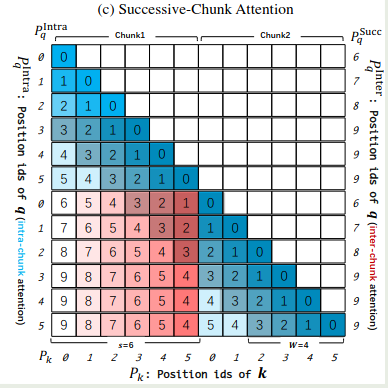 (c) Successive-Chunk Attention
P_q^Intra Chunk1 Chunk2 P_q^Succ
0 0 6
1 1 0 7
2 2 1 0 8
3 3 2 1 0 9
4 4 3 2 1 0 9
5 5 4 3 2 1 0 9
0 6 5 4 3 2 1 0 6
1 7 6 5 4 3 2 1 0 7
2 8 7 6 5 4 3 2 1 0 8
3 9 8 7 6 5 4 3 2 1 0 9
4 9 8 7 6 5 4 4 3 2 1 0 9
5 9 8 7 6 5 4 5 4 3 2 1 0 9
s=6 w=4
P_k 0 1 2 3 4 5 0 1 2 3 4 5
P_k: Position ids of k
P_q^Intra: Position ids of q (intra-chunk attention)
P_q^Inter: Position ids of q (inter-chunk attention)